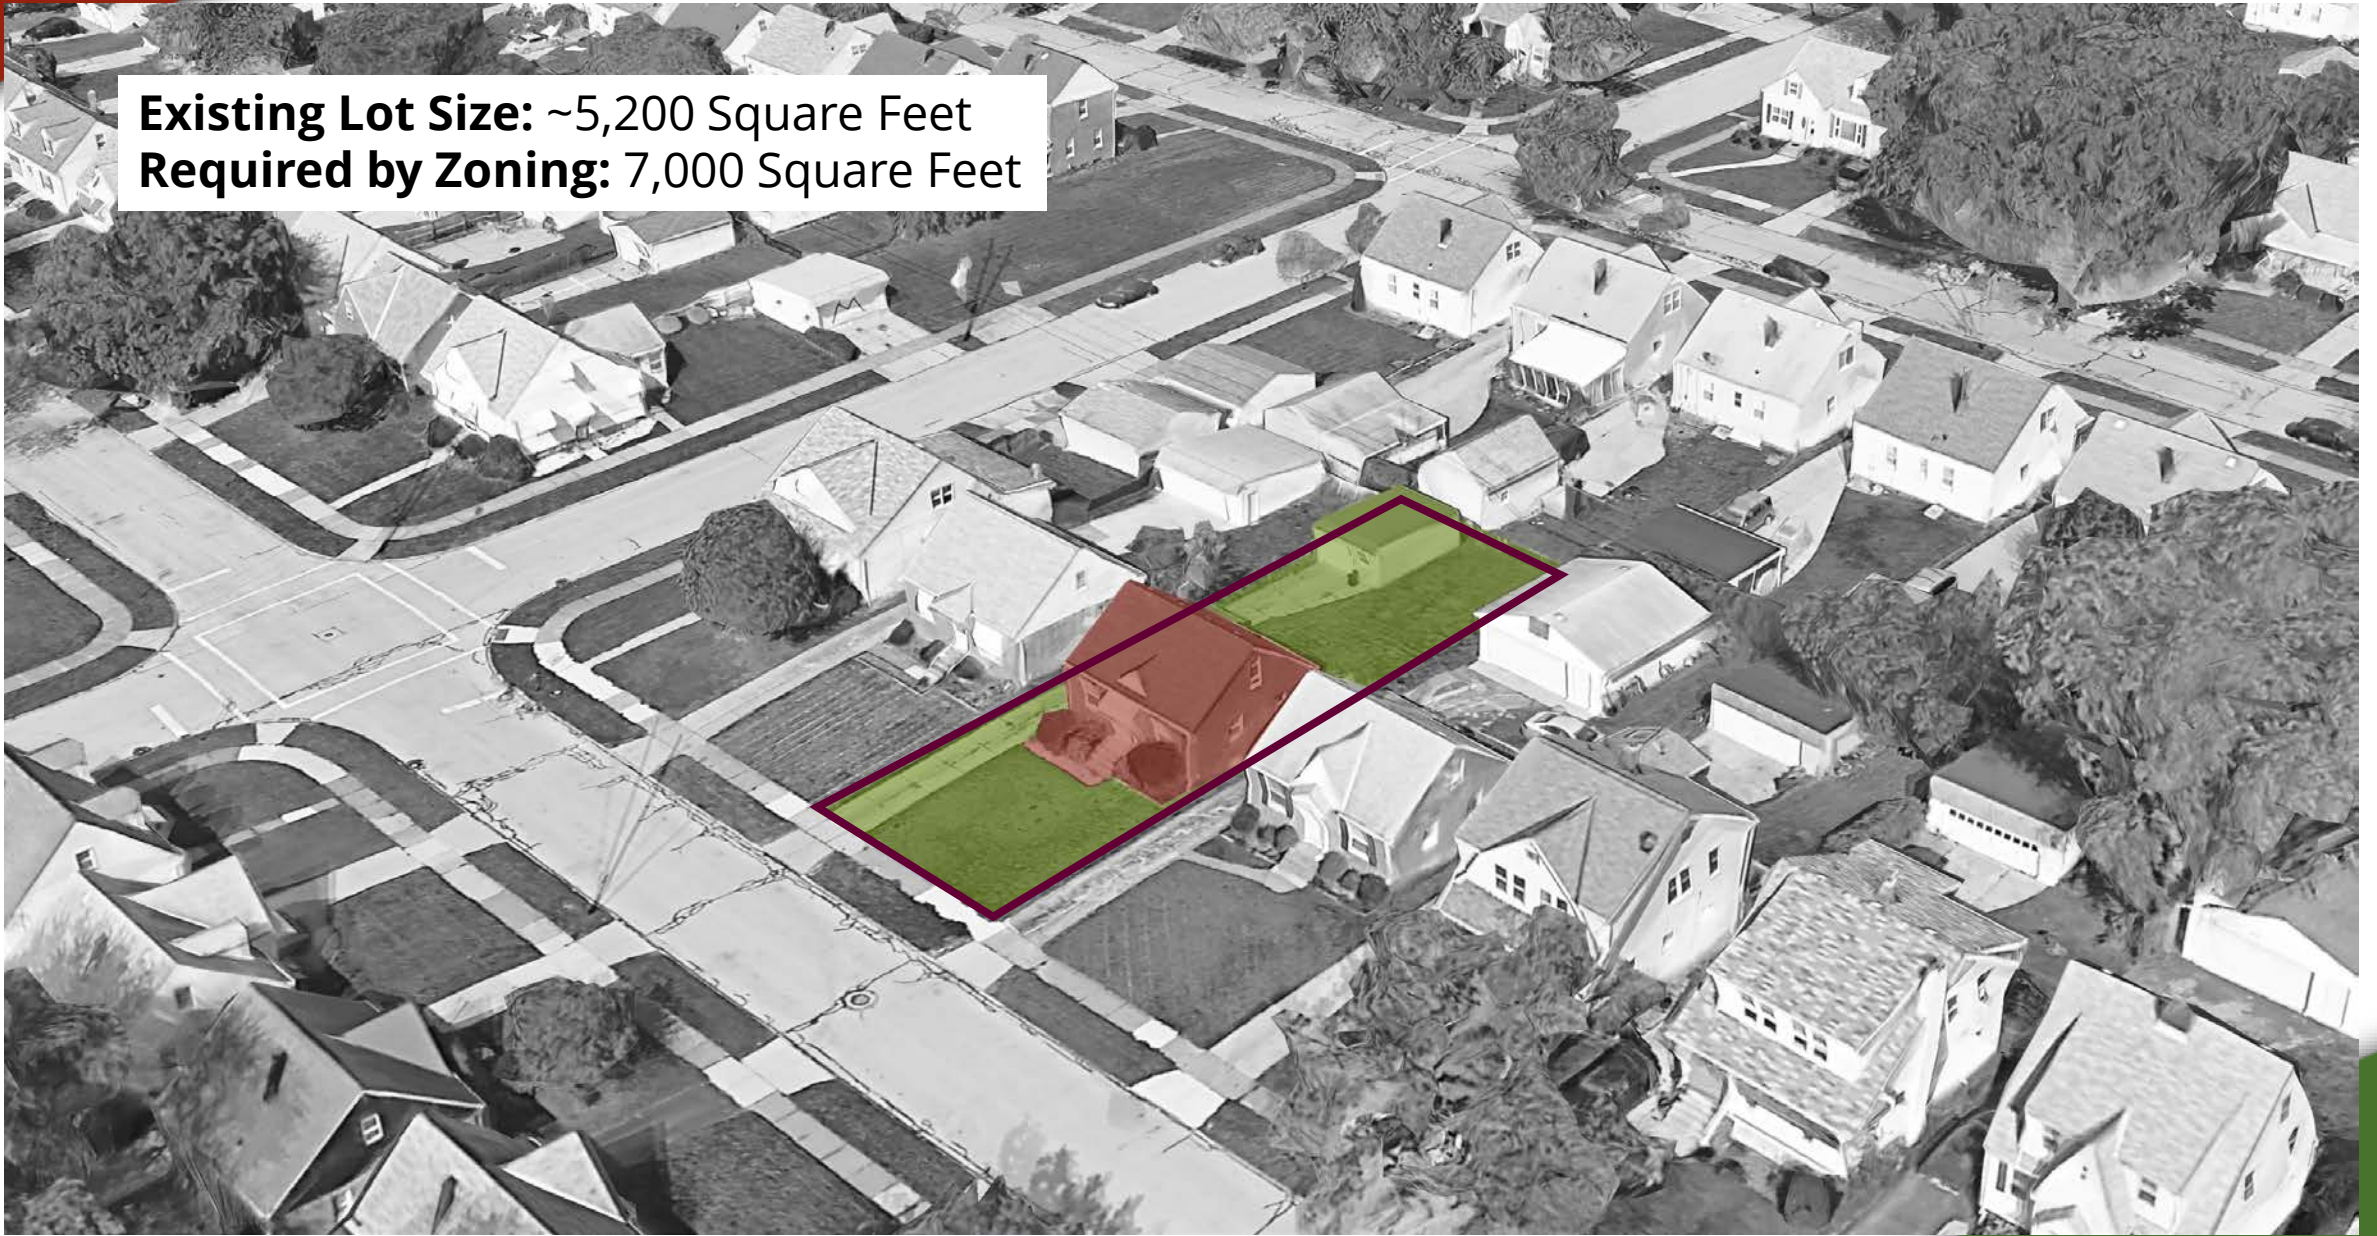 Existing Lot Size: ~5,200 Square Feet
Required by Zoning: 7,000 Square Feet